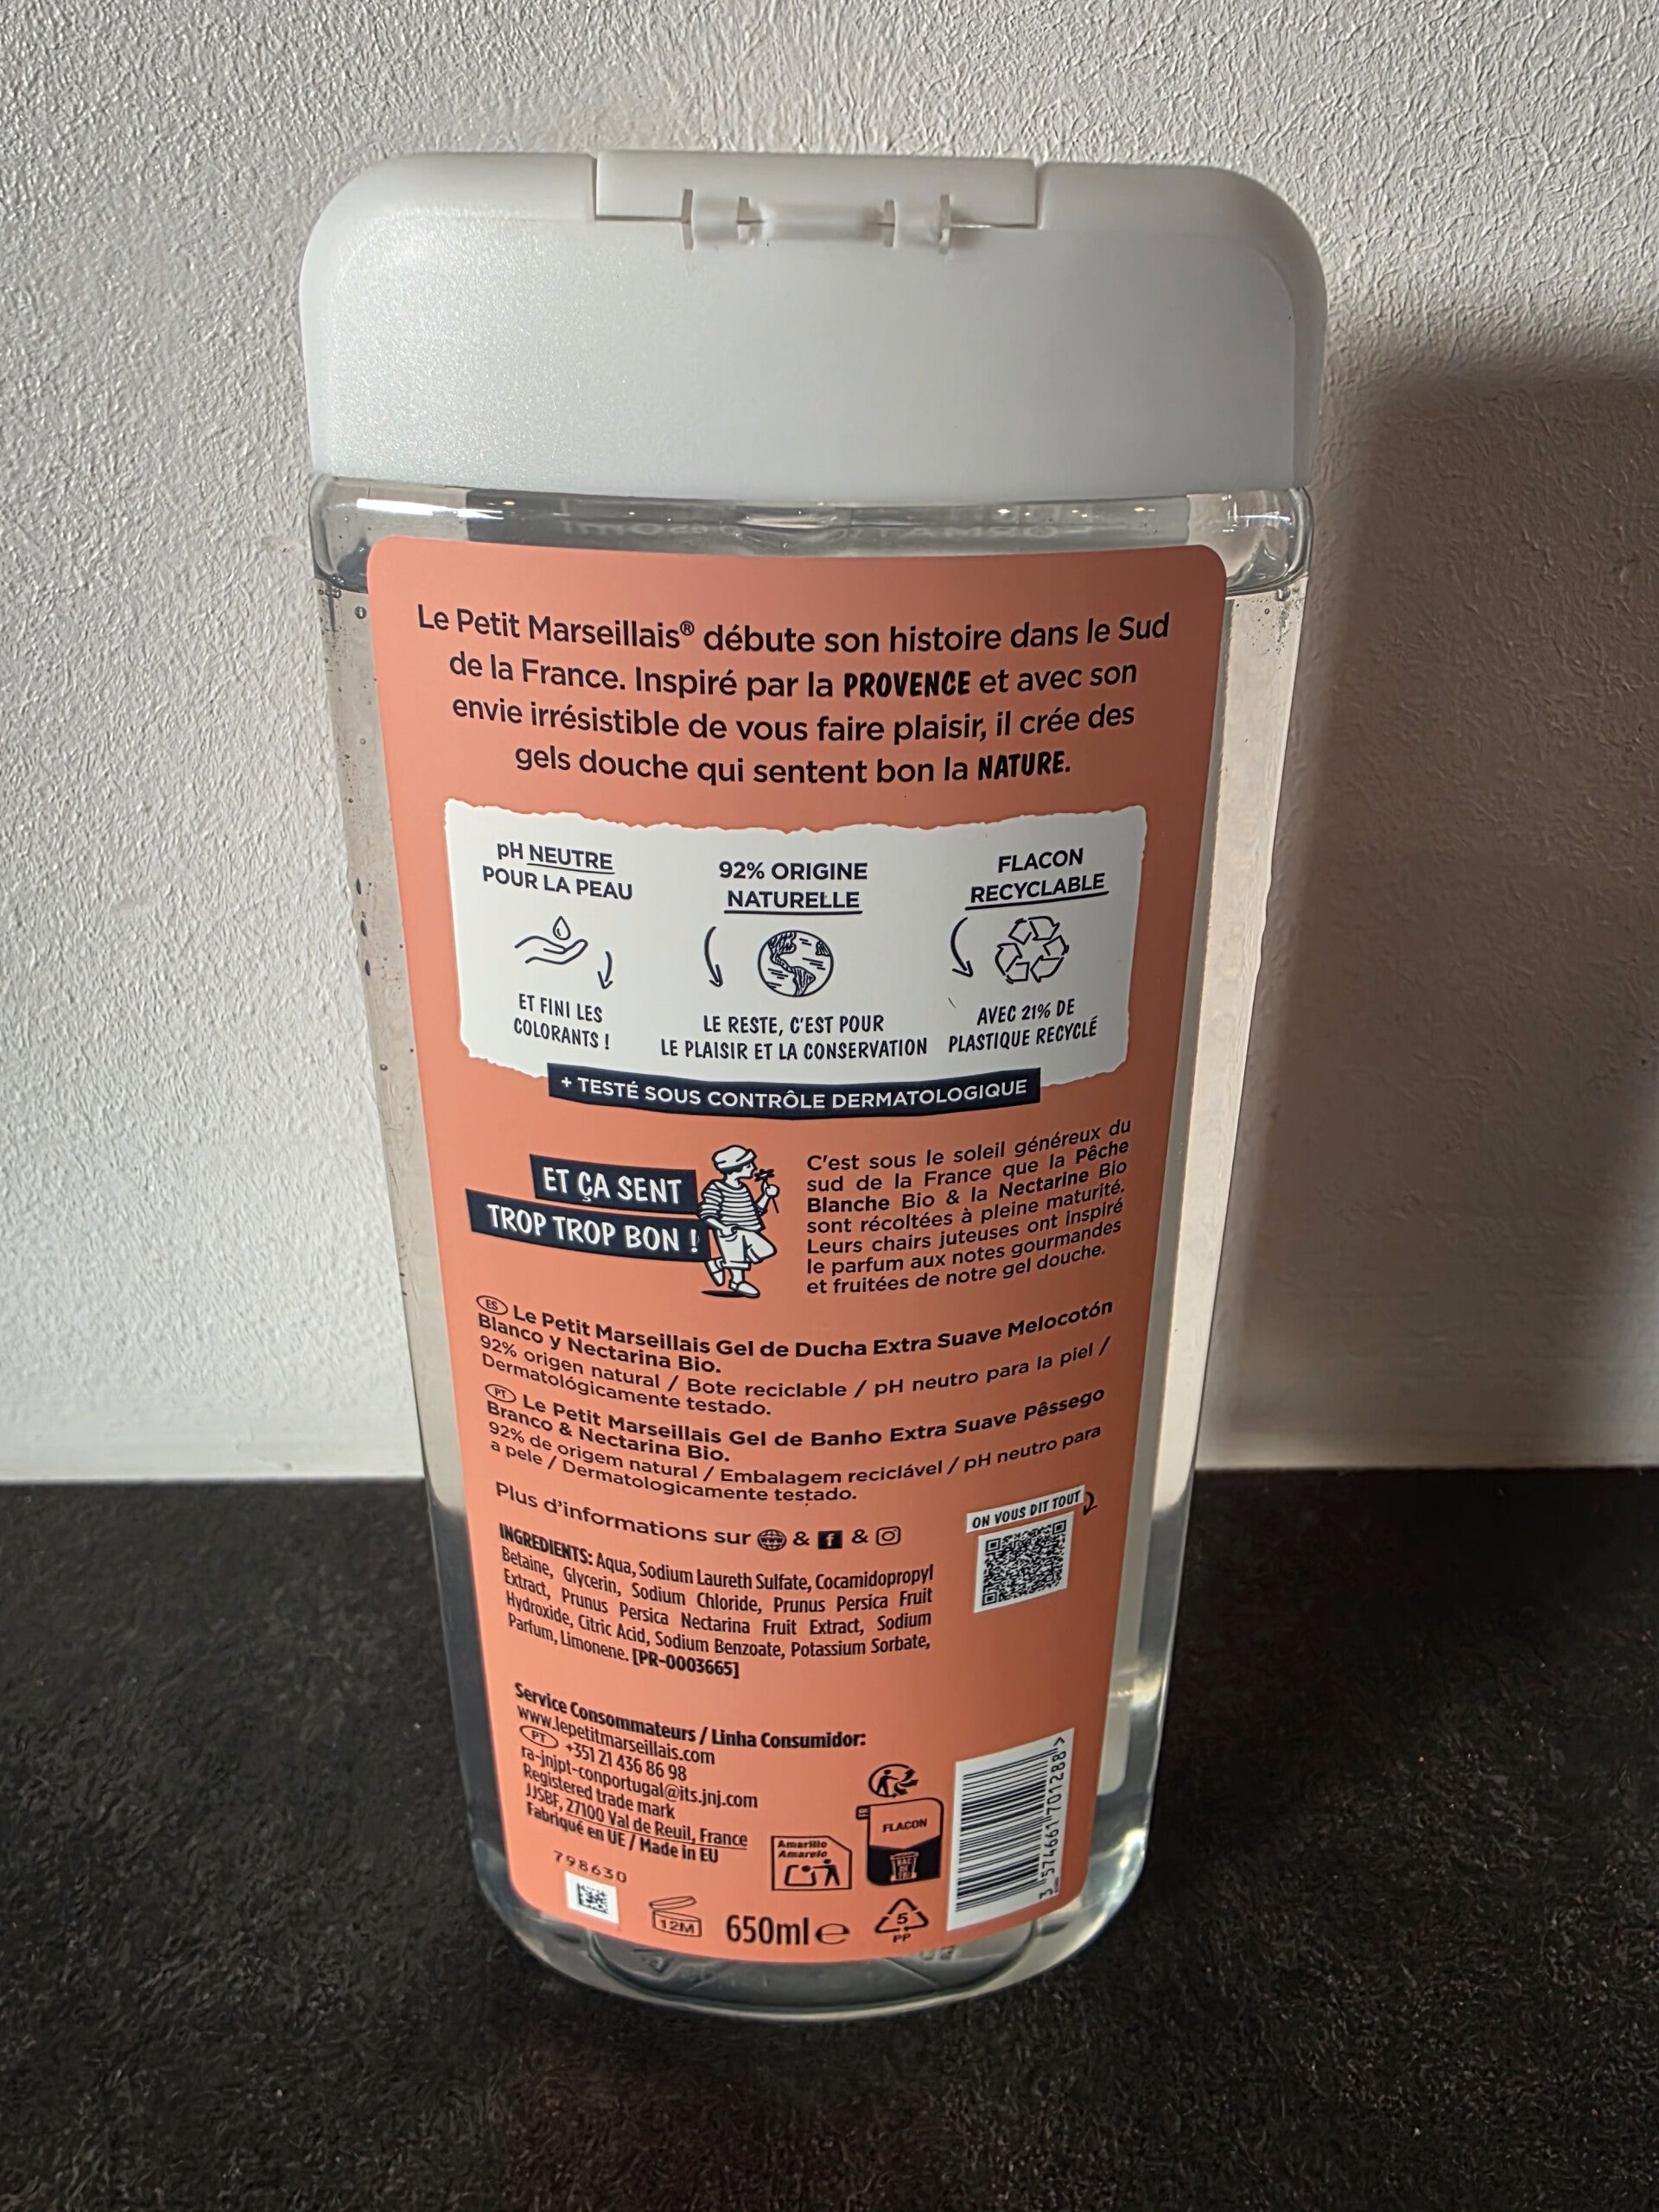 Le Petit Marseillais® débute son histoire dans le Sud
de la France. Inspiré par la PROVENCE et avec son
envie irrésistible de vous faire plaisir, il crée des
gels douche qui sentent bon la NATURE.
pH NEUTRE
POUR LA PEAU
ET FINI LES
COLORANTS !
92% ORIGINE
NATURELLE
LE RESTE, C'EST POUR
LE PLAISIR ET LA CONSERVATION
FLACON
RECYCLABLE
AVEC 21% DE
PLASTIQUE RECYCLÉ
+ TESTÉ SOUS CONTRÔLE DERMATOLOGIQUE
ET ÇA SENT
TROP TROP BON !
C'est sous le soleil généreux du
sud de la France que la Pêche
Blanche Bio & la Nectarine Bio
sont récoltées à pleine maturité.
Leurs chairs juteuses ont inspiré
le parfum aux notes gourmandes
et fruitées de notre gel douche.
ES Le Petit Marseillais Gel de Ducha Extra Suave Melocotón
Blanco y Nectarina Bio.
92% origen natural / Bote reciclable / pH neutro para la piel /
Dermatológicamente testado.
PT Le Petit Marseillais Gel de Banho Extra Suave Pêssego
Branco & Nectarina Bio.
92% de origem natural / Embalagem reciclável / pH neutro para
a pele / Dermatologicamente testado.
Plus d'informations sur www & f &
ON VOUS DIT TOUT
INGREDIENTS: Aqua, Sodium Laureth Sulfate, Cocamidopropyl
Betaine, Glycerin, Sodium Chloride, Prunus Persica Fruit
Extract, Prunus Persica Nectarina Fruit Extract, Sodium
Hydroxide, Citric Acid, Sodium Benzoate, Potassium Sorbate,
Parfum, Limonene. [PR-0003665]
Service Consommateurs / Linha Consumidor:
www.lepetitmarseillais.com
PT +351 21 436 86 98
ra-jnjpt-conportugal@its.jnj.com
Registered trade mark
JJSBF, 27100 Val de Reuil, France
Fabriqué en UE / Made in EU
798630
12M
650ml e
Amarillo
Amarelo
FLACON
BAC
DE
TRI
5
PP
3 574661 701288 >